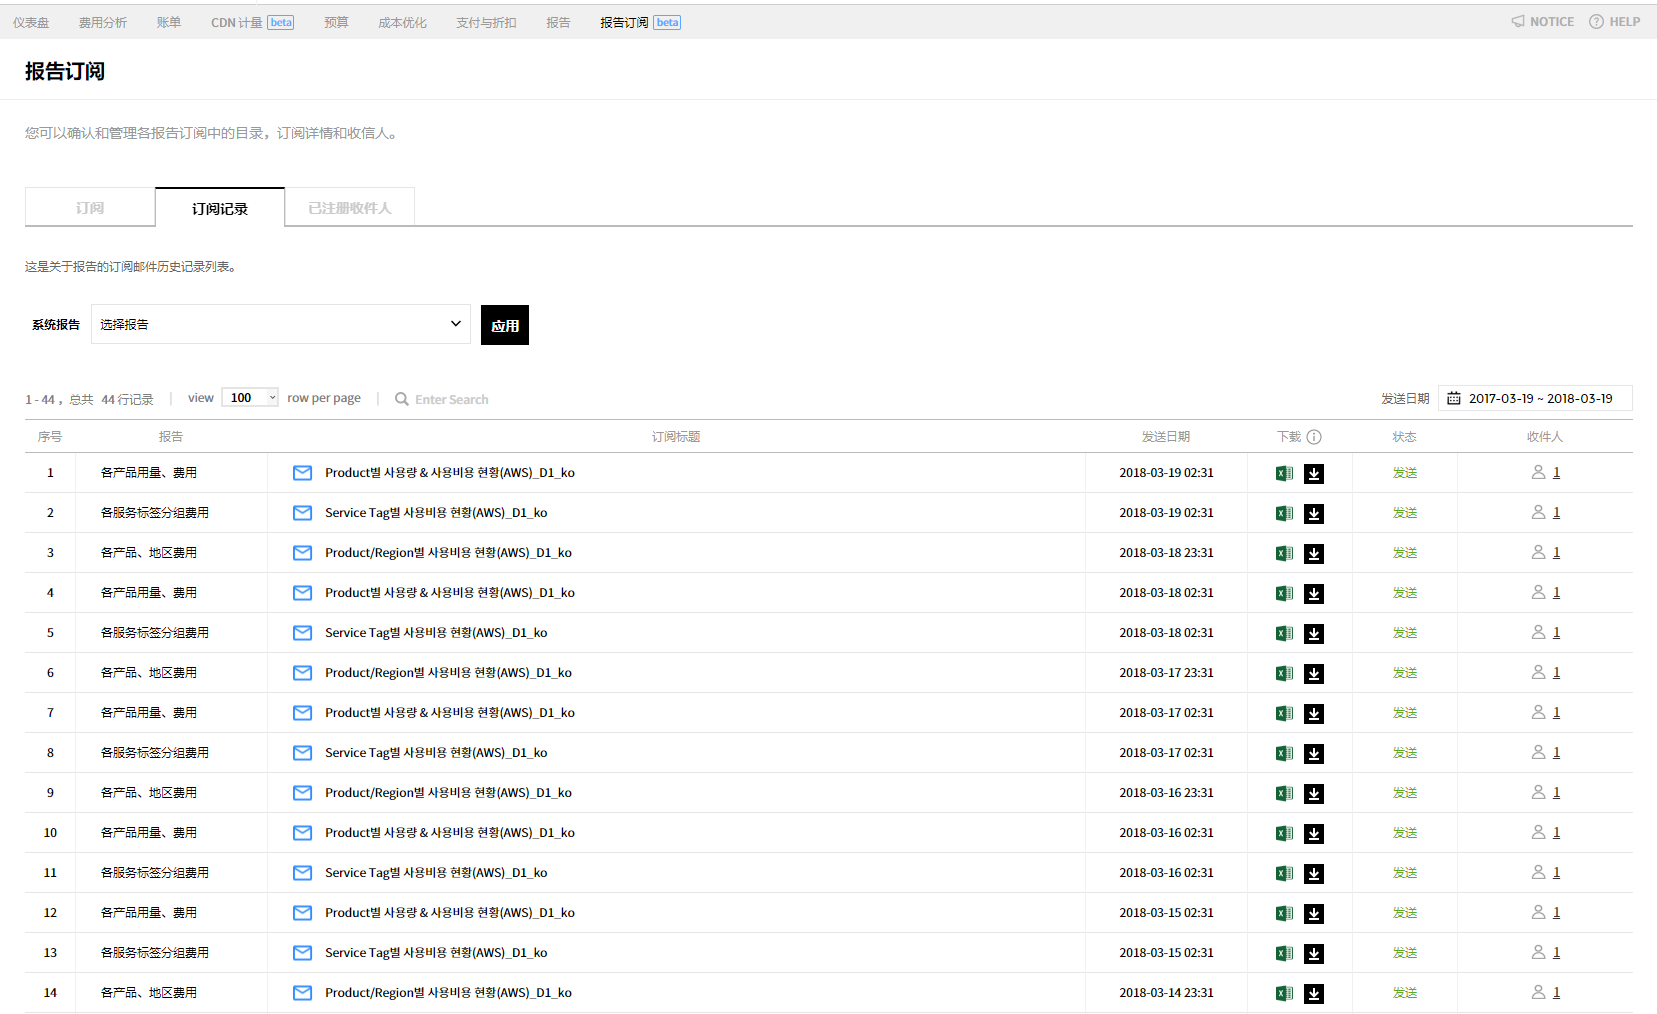 仪表盘 费用分析 账单 CDN 计量 beta 预算 成本优化 支付与折扣 报告 报告订阅 beta NOTICE HELP
报告订阅
您可以确认和管理各报告订阅中的目录，订阅详情和收信人。
订阅 订阅记录 已注册收件人
这是关于报告的订阅邮件历史记录列表。
系统报告 选择报告 应用
1 - 44 ，总共 44 行记录 view 100 row per page Enter Search 发送日期 2017-03-19 ~ 2018-03-19
序号 报告 订阅标题 发送日期 下载 状态 收件人
1 各产品用量、费用 Product별 사용량 & 사용비용 현황(AWS)_D1_ko 2018-03-19 02:31 发送 1
2 各服务标签分组费用 Service Tag별 사용비용 현황(AWS)_D1_ko 2018-03-19 02:31 发送 1
3 各产品、地区费用 Product/Region별 사용비용 현황(AWS)_D1_ko 2018-03-18 23:31 发送 1
4 各产品用量、费用 Product별 사용량 & 사용비용 현황(AWS)_D1_ko 2018-03-18 02:31 发送 1
5 各服务标签分组费用 Service Tag별 사용비용 현황(AWS)_D1_ko 2018-03-18 02:31 发送 1
6 各产品、地区费用 Product/Region별 사용비용 현황(AWS)_D1_ko 2018-03-17 23:31 发送 1
7 各产品用量、费用 Product별 사용량 & 사용비용 현황(AWS)_D1_ko 2018-03-17 02:31 发送 1
8 各服务标签分组费用 Service Tag별 사용비용 현황(AWS)_D1_ko 2018-03-17 02:31 发送 1
9 各产品、地区费用 Product/Region별 사용비용 현황(AWS)_D1_ko 2018-03-16 23:31 发送 1
10 各产品用量、费用 Product별 사용량 & 사용비용 현황(AWS)_D1_ko 2018-03-16 02:31 发送 1
11 各服务标签分组费用 Service Tag별 사용비용 현황(AWS)_D1_ko 2018-03-16 02:31 发送 1
12 各产品用量、费用 Product별 사용량 & 사용비용 현황(AWS)_D1_ko 2018-03-15 02:31 发送 1
13 各服务标签分组费用 Service Tag별 사용비용 현황(AWS)_D1_ko 2018-03-15 02:31 发送 1
14 各产品、地区费用 Product/Region별 사용비용 현황(AWS)_D1_ko 2018-03-14 23:31 发送 1